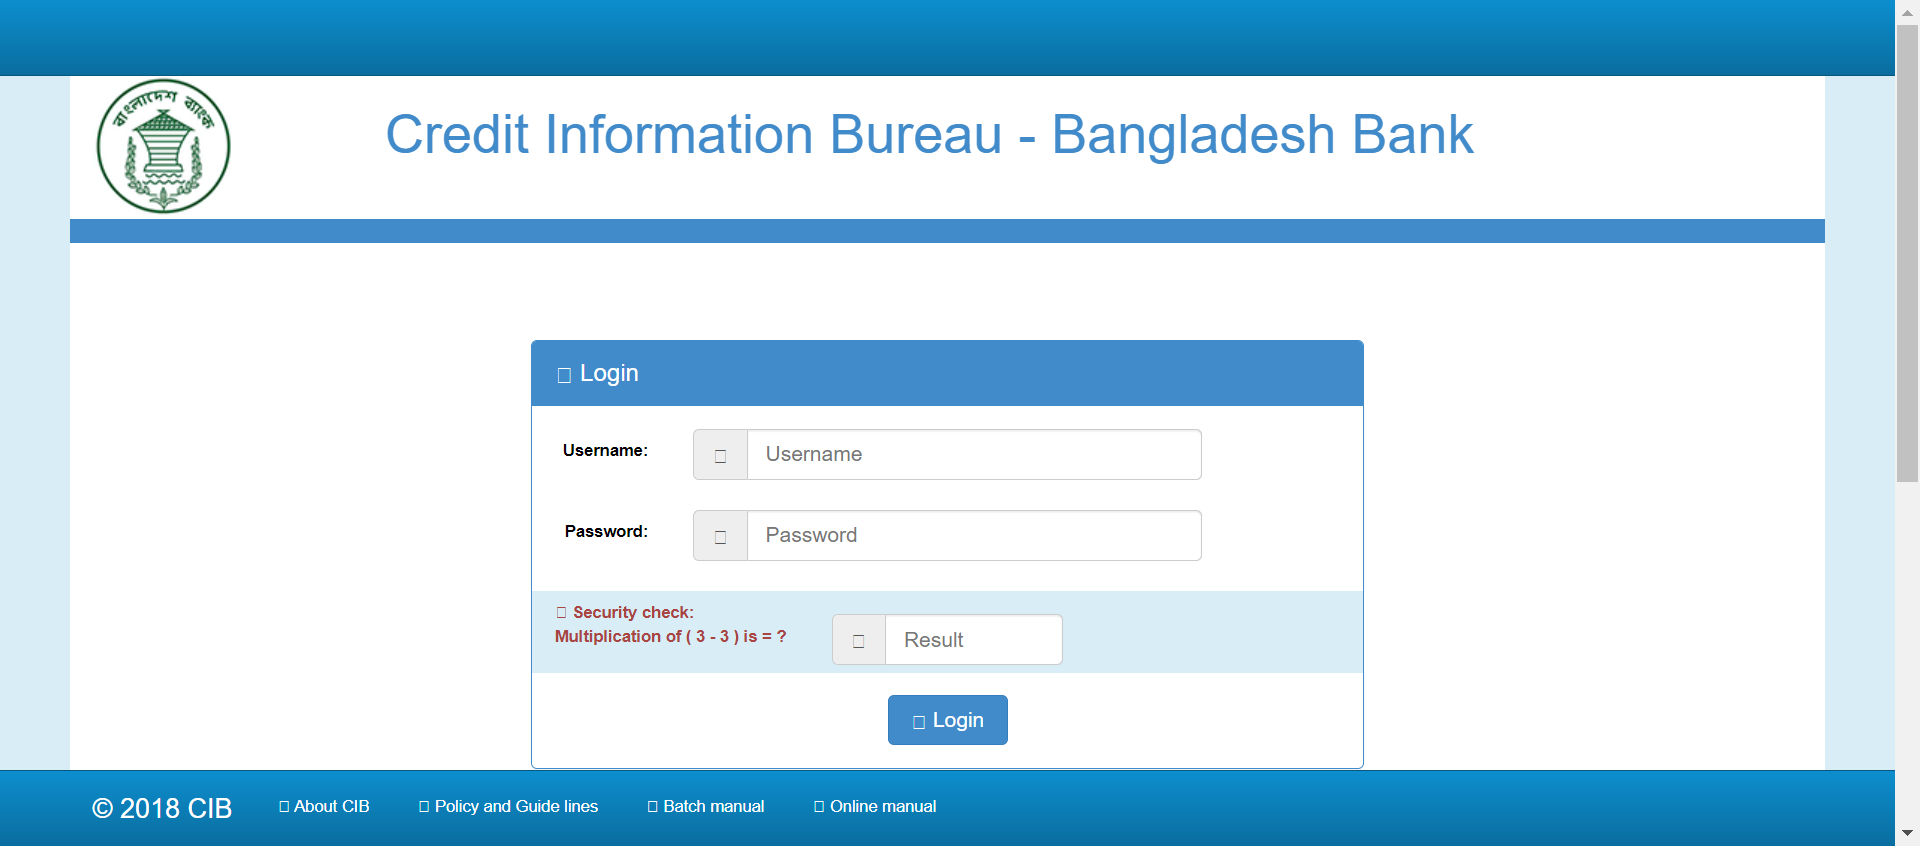 বাংলাদেশ ব্যাংক
Credit Information Bureau - Bangladesh Bank
Login
Username:
Username
Password:
Password
Security check:
Multiplication of ( 3 - 3 ) is = ?
Result
Login
© 2018 CIB
About CIB
Policy and Guide lines
Batch manual
Online manual